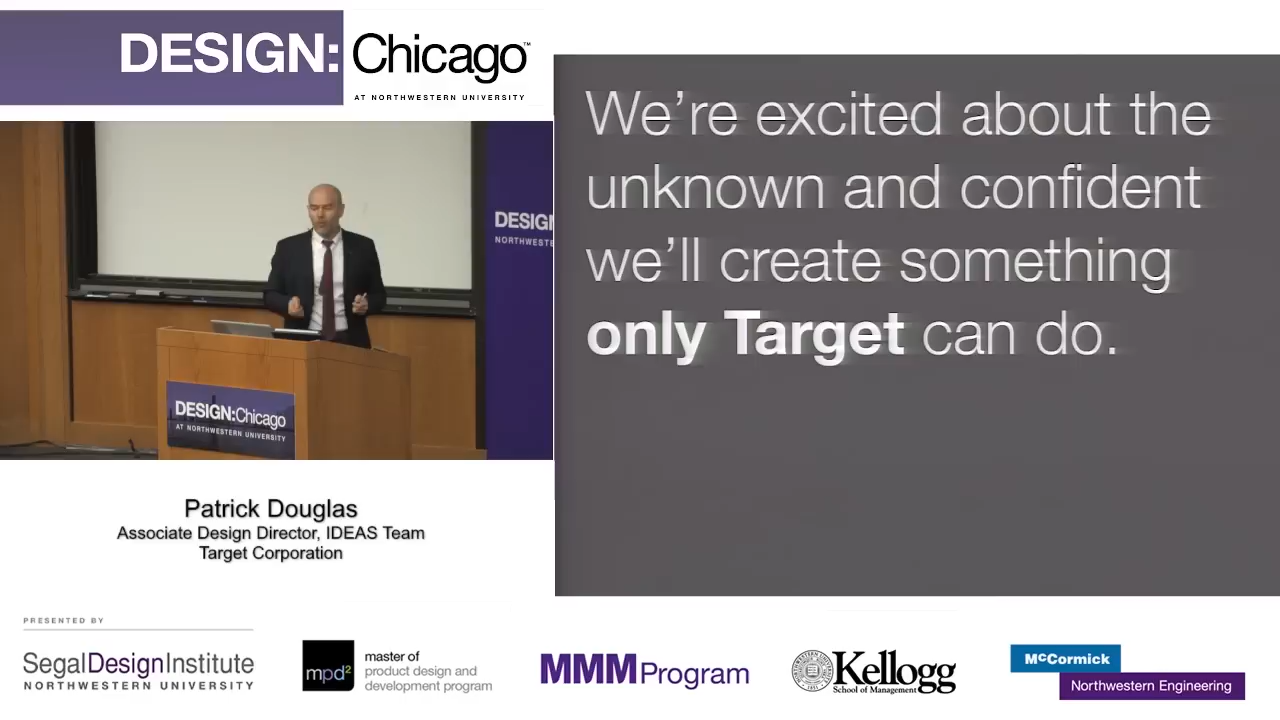 DESIGN:Chicago™
AT NORTHWESTERN UNIVERSITY
We're excited about the
unknown and confident
we'll create something
only Target can do.
DESIGN
NORTHWESTE
DESIGN:Chicago
AT NORTHWESTERN UNIVERSITY
Patrick Douglas
Associate Design Director, IDEAS Team
Target Corporation
PRESENTED BY
SegalDesignInstitute
NORTHWESTERN UNIVERSITY
mpd²
master of
product design and
development program
MMM Program
Kellogg
School of Management
McCormick
Northwestern Engineering